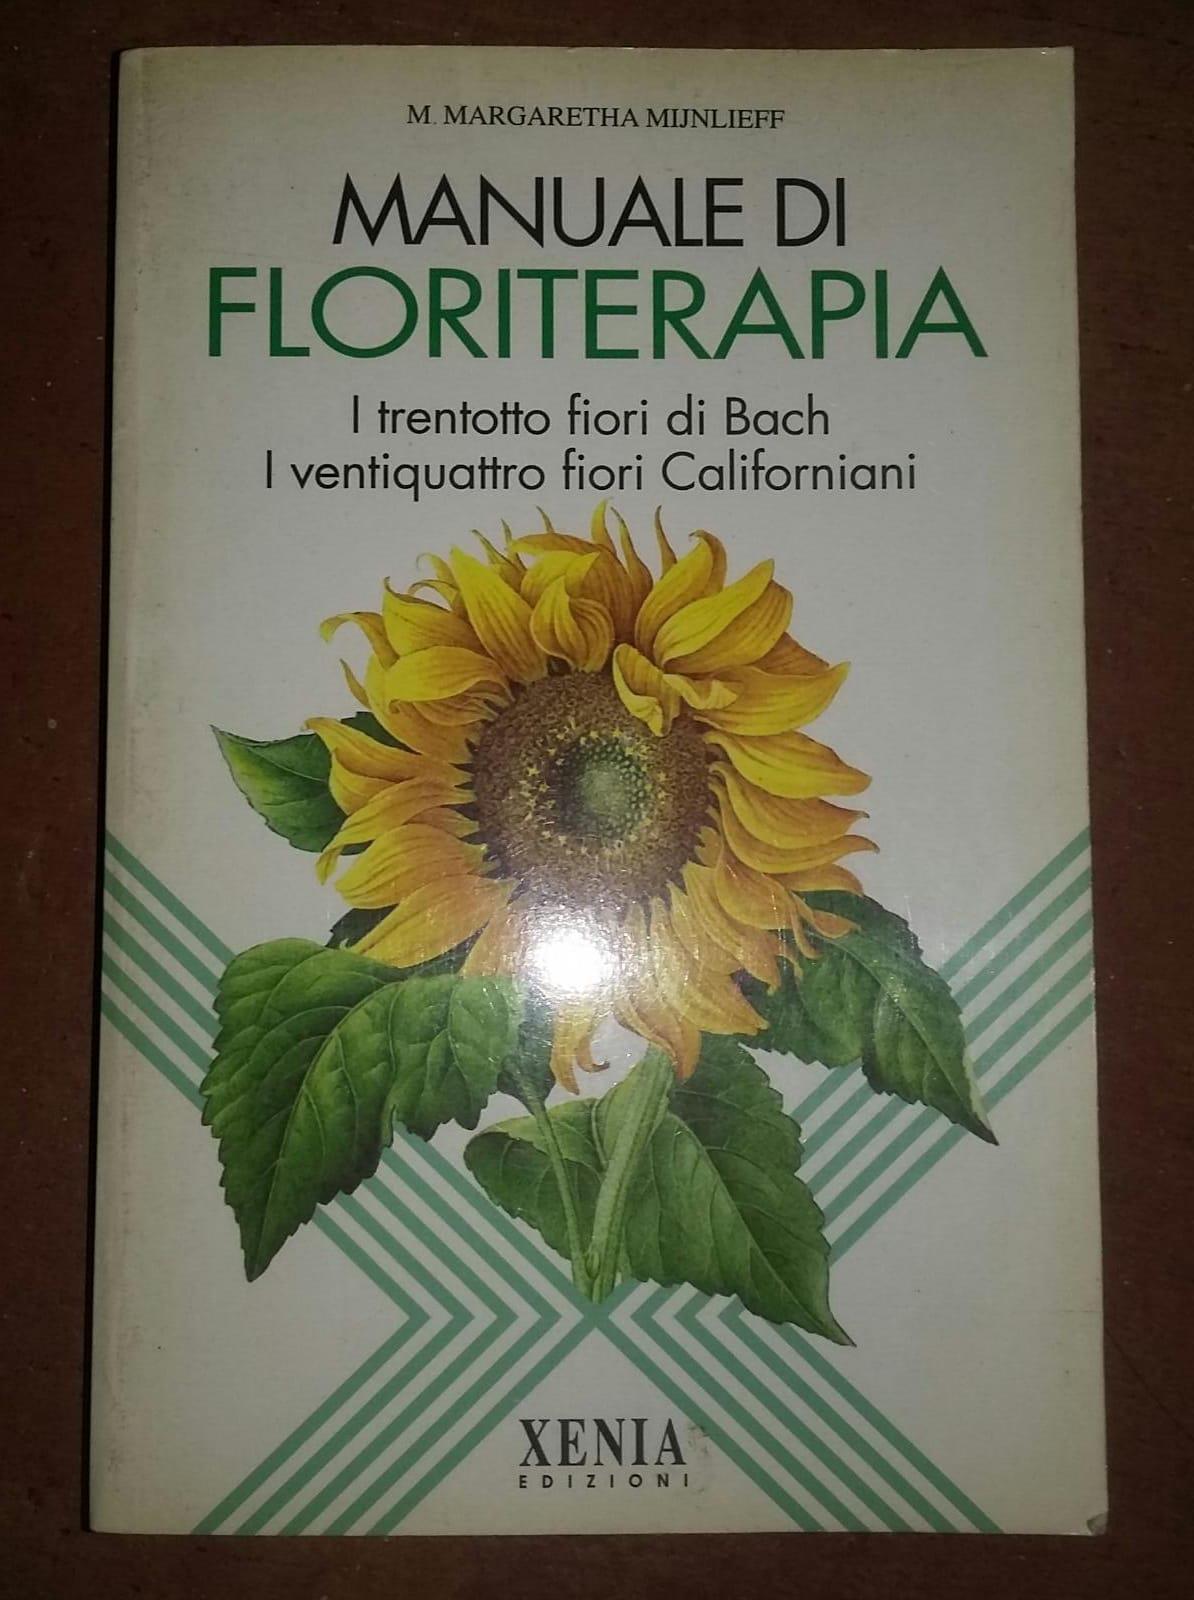 M. MARGARETHA MIJNLIEFF
MANUALE DI
FLORITERAPIA
I trentotto fiori di Bach
I ventiquattro fiori Californiani
XENIA
EDIZIONI